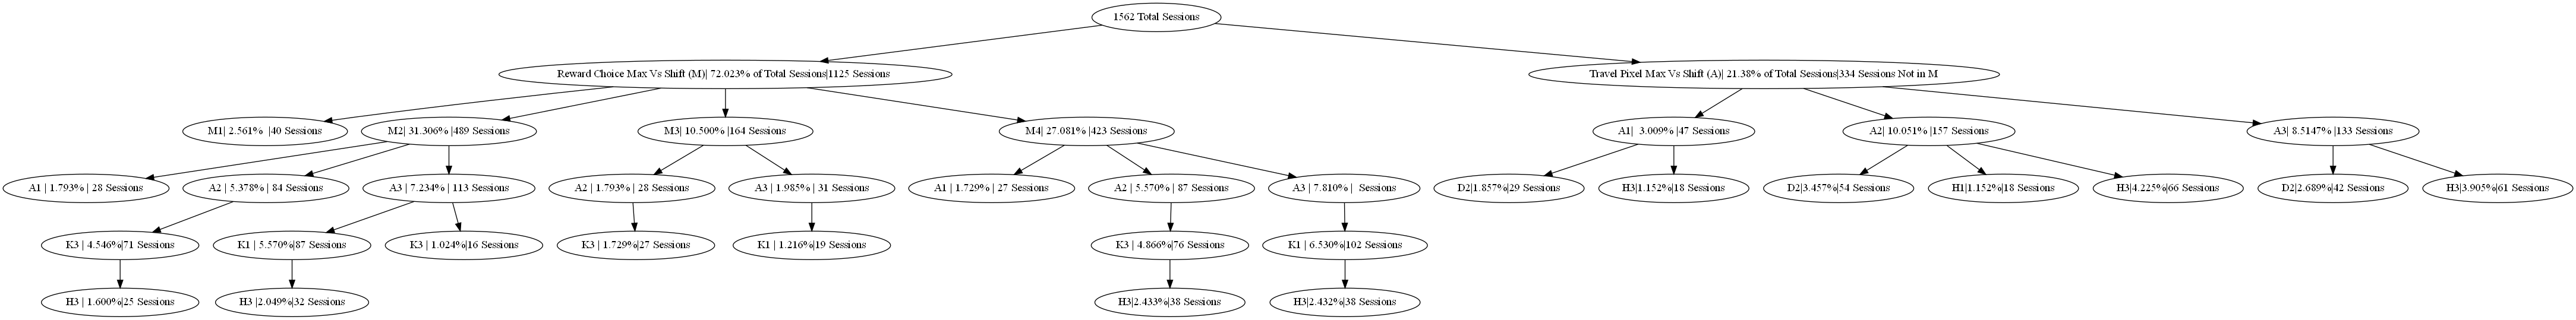 1562 Total Sessions
Reward Choice Max Vs Shift (M)| 72.023% of Total Sessions|1125 Sessions
Travel Pixel Max Vs Shift (A)| 21.38% of Total Sessions|334 Sessions Not in M
M1| 2.561%  |40 Sessions
M2| 31.306% |489 Sessions
M3| 10.500% |164 Sessions
M4| 27.081% |423 Sessions
A1|  3.009% |47 Sessions
A2| 10.051% |157 Sessions
A3| 8.5147% |133 Sessions
A1 | 1.793% | 28 Sessions
A2 | 5.378% | 84 Sessions
A3 | 7.234% | 113 Sessions
A2 | 1.793% | 28 Sessions
A3 | 1.985% | 31 Sessions
A1 | 1.729% | 27 Sessions
A2 | 5.570% | 87 Sessions
A3 | 7.810% |  Sessions
D2|1.857%|29 Sessions
H3|1.152%|18 Sessions
D2|3.457%|54 Sessions
H1|1.152%|18 Sessions
H3|4.225%|66 Sessions
D2|2.689%|42 Sessions
H3|3.905%|61 Sessions
K3 | 4.546%|71 Sessions
K1 | 5.570%|87 Sessions
K3 | 1.024%|16 Sessions
K3 | 1.729%|27 Sessions
K1 | 1.216%|19 Sessions
K3 | 4.866%|76 Sessions
K1 | 6.530%|102 Sessions
H3 | 1.600%|25 Sessions
H3 |2.049%|32 Sessions
H3|2.433%|38 Sessions
H3|2.432%|38 Sessions